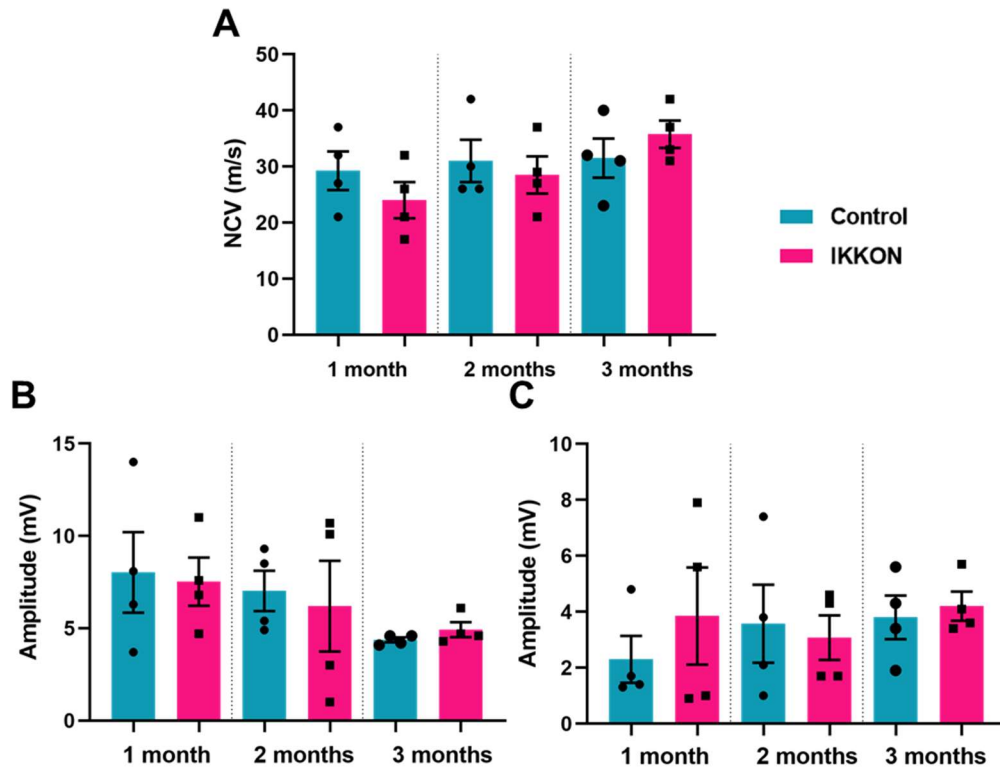 A
NCV (m/s)
50
40
30
20
10
0
1 month
2 months
3 months
Control
IKKON
B
Amplitude (mV)
15
10
5
0
1 month
2 months
3 months
C
Amplitude (mV)
10
8
6
4
2
0
1 month
2 months
3 months